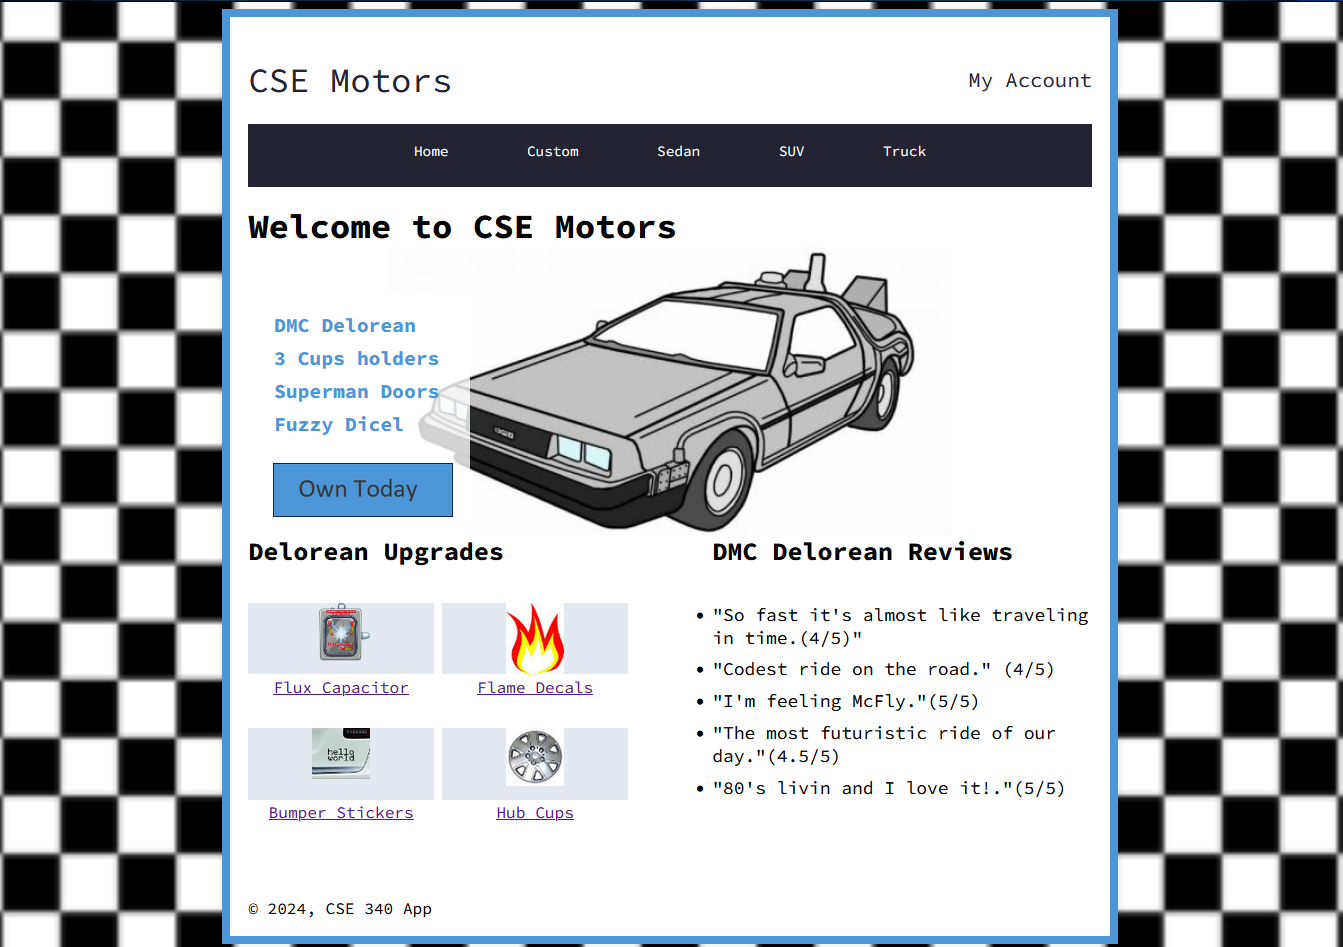 CSE Motors
My Account
Home Custom Sedan SUV Truck
Welcome to CSE Motors
DMC Delorean
3 Cups holders
Superman Doors
Fuzzy Dicel
Own Today
Delorean Upgrades
Flux Capacitor
Flame Decals
hello
world
Bumper Stickers
Hub Cups
DMC Delorean Reviews
• "So fast it's almost like traveling
in time.(4/5)"
• "Codest ride on the road." (4/5)
• "I'm feeling McFly."(5/5)
• "The most futuristic ride of our
day."(4.5/5)
• "80's livin and I love it!."(5/5)
© 2024, CSE 340 App